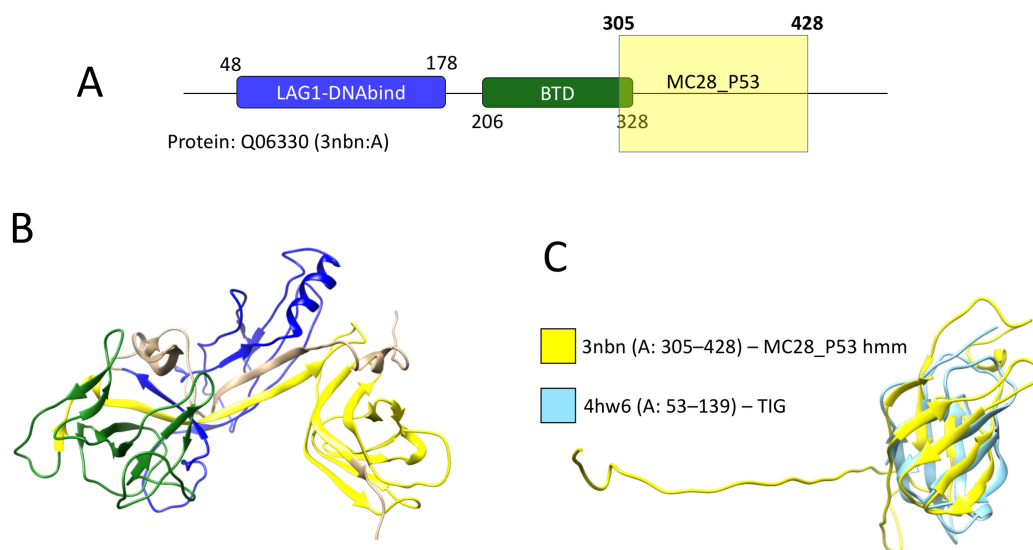 A
305 428
48 178
LAG1-DNAbind BTD MC28_P53
206 328
Protein: Q06330 (3nbn:A)
B
C
3nbn (A: 305–428) – MC28_P53 hmm
4hw6 (A: 53–139) – TIG